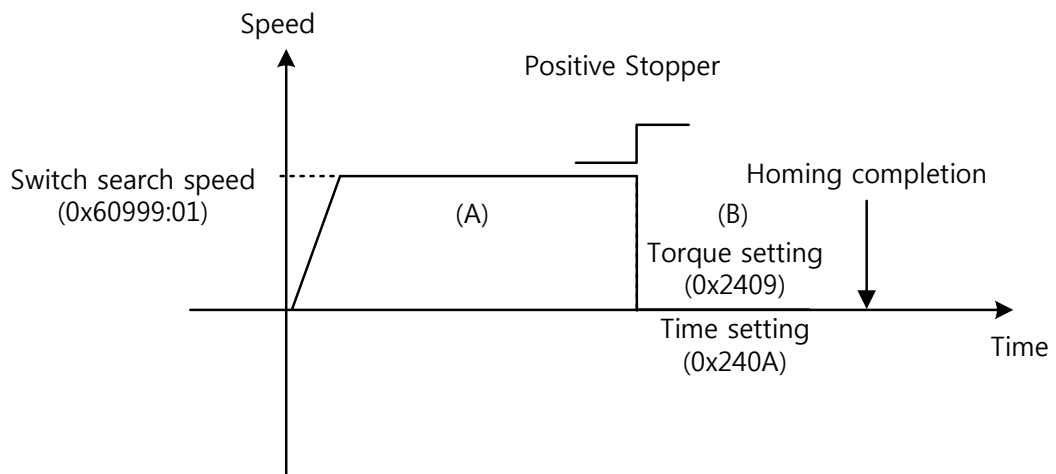 Speed
Positive Stopper
Switch search speed
(0x60999:01)
Homing completion
(A)
(B)
Torque setting
(0x2409)
Time setting
(0x240A)
Time